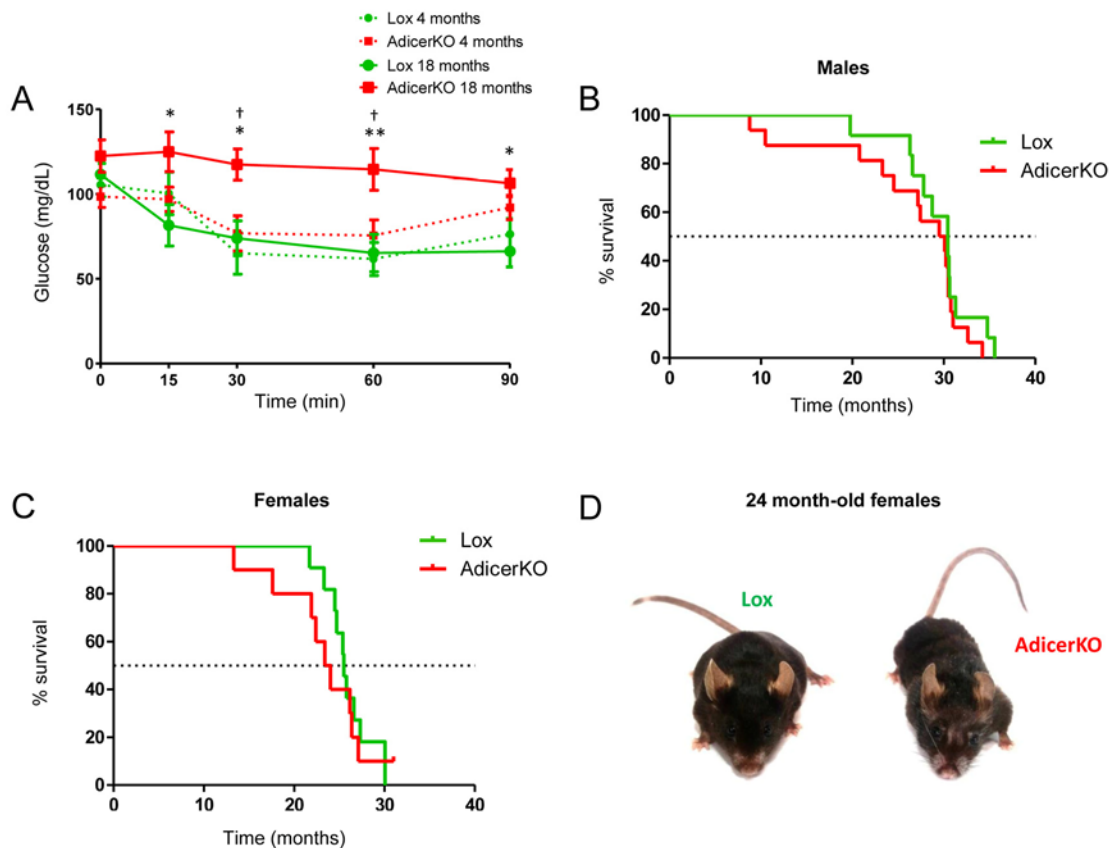 Lox 4 months
AdicerKO 4 months
Lox 18 months
AdicerKO 18 months
A
150
100
50
0
Glucose (mg/dL)
* † * † ** *
0 15 30 60 90
Time (min)
B
Males
Lox
AdicerKO
100
80
60
40
20
0
% survival
0 10 20 30 40
Time (months)
C
Females
Lox
AdicerKO
100
80
60
40
20
0
% survival
0 10 20 30 40
Time (months)
D
24 month-old females
Lox
AdicerKO